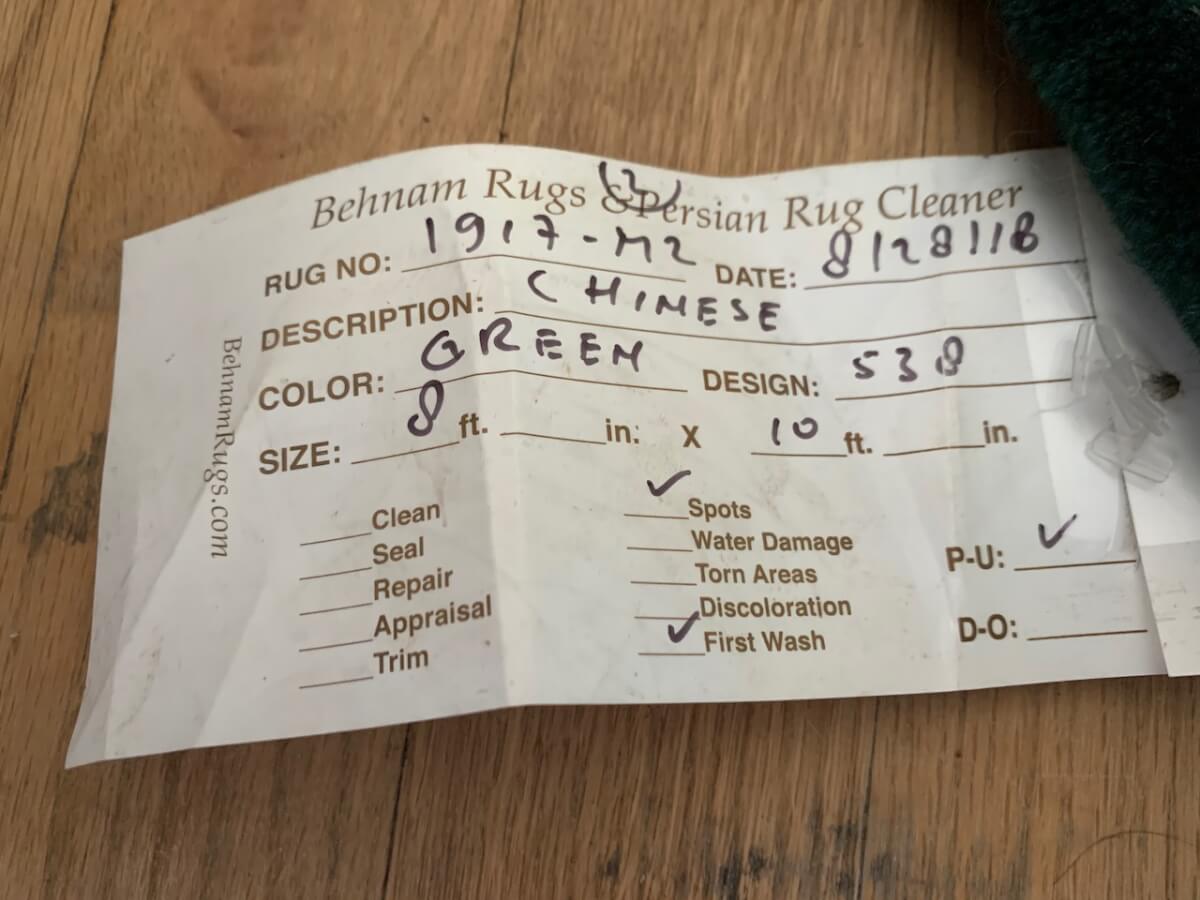 Behnam Rugs & Persian Rug Cleaner
RUG NO: 1917-M2 DATE: 8/28/18
DESCRIPTION: CHINESE
COLOR: GREEN DESIGN: 538
SIZE: 8 ft. in: X 10 ft. in.
Clean ✓ Spots
Seal Water Damage
Repair Torn Areas
Appraisal Discoloration
Trim ✓ First Wash
P-U: ✓
D-O:
BehnamRugs.com